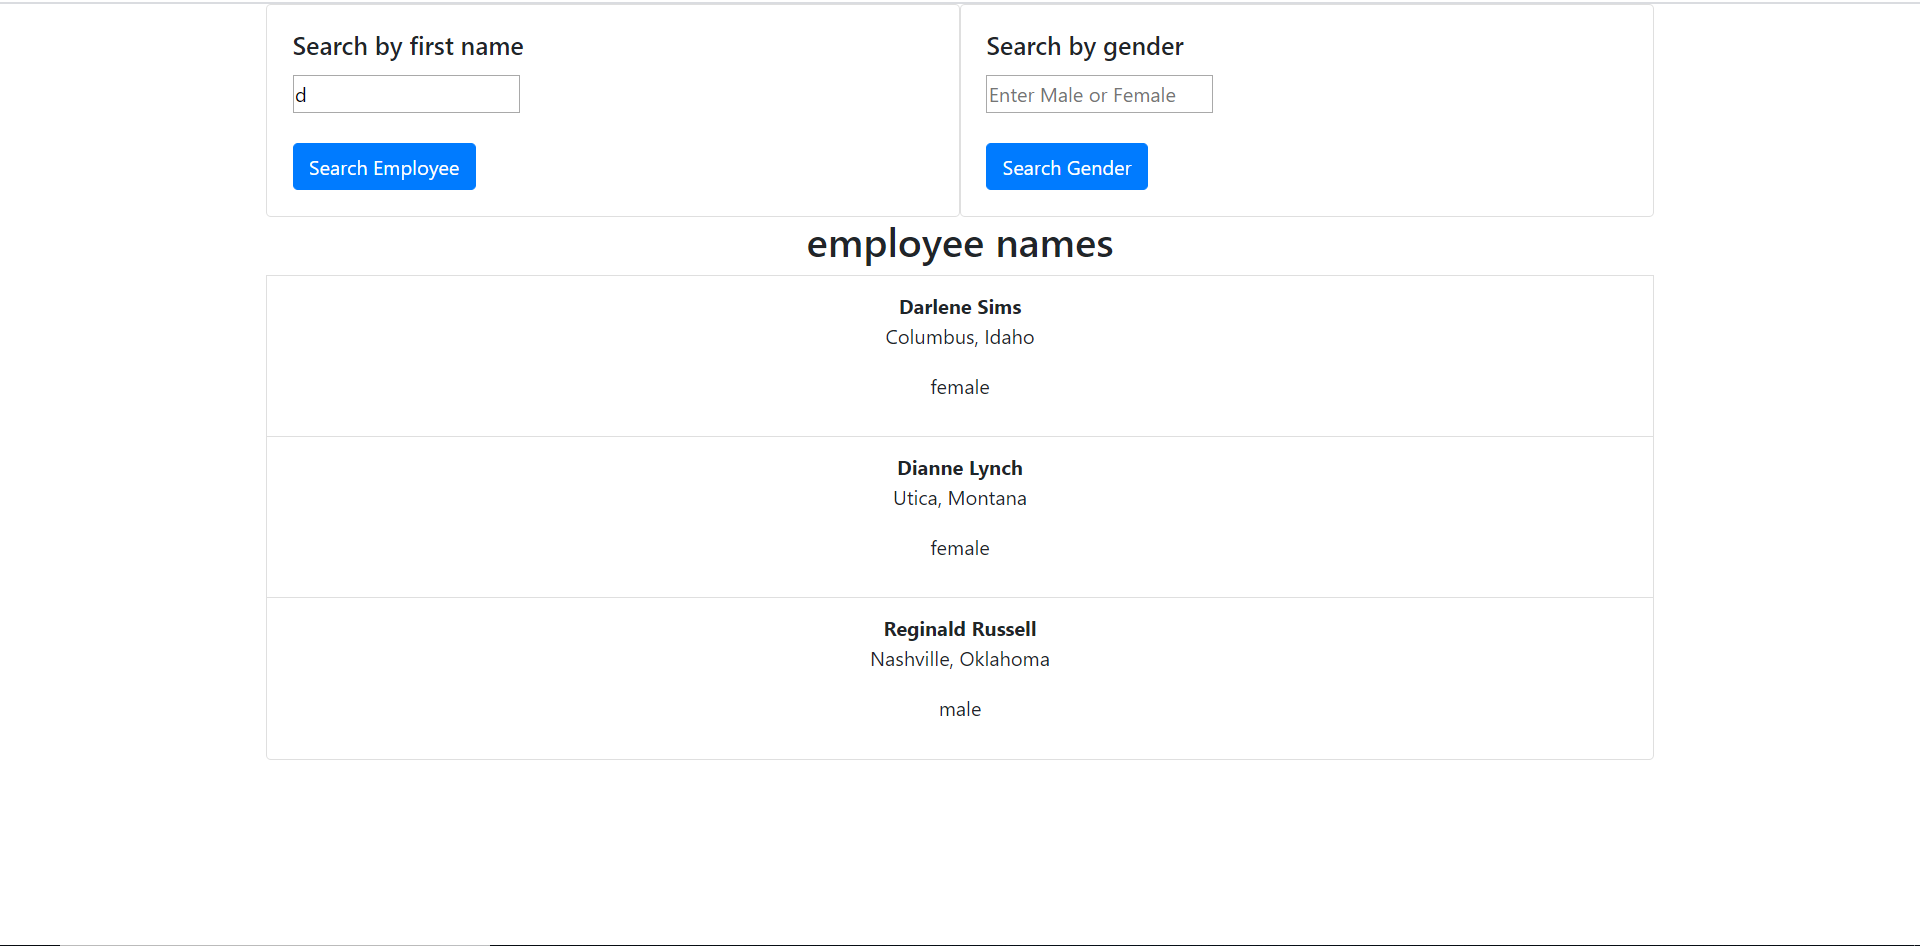 Search by first name
d
Search Employee
Search by gender
Enter Male or Female
Search Gender
employee names
Darlene Sims
Columbus, Idaho
female
Dianne Lynch
Utica, Montana
female
Reginald Russell
Nashville, Oklahoma
male